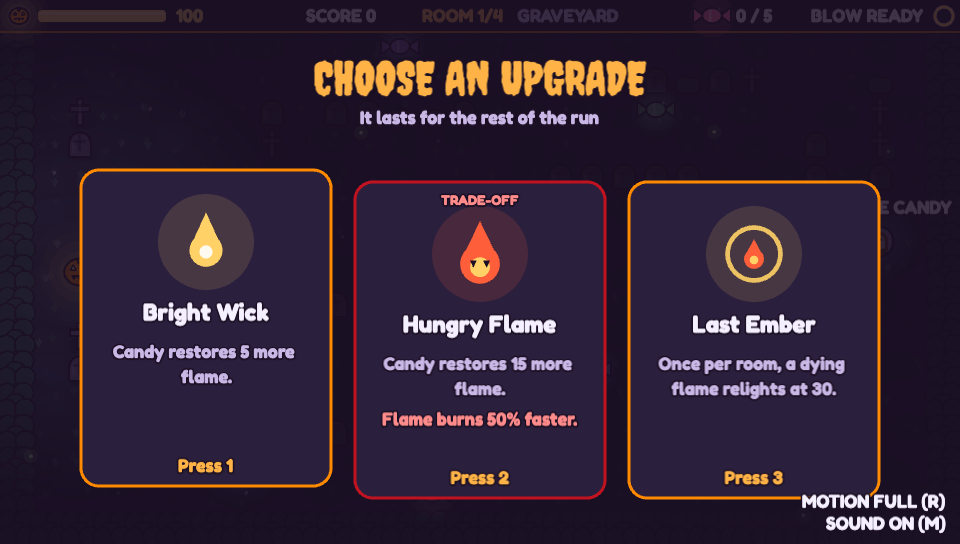 100
SCORE 0
ROOM 1/4 GRAVEYARD
0 / 5
BLOW READY
CHOOSE AN UPGRADE
It lasts for the rest of the run
E CANDY
Bright Wick
Candy restores 5 more
flame.
Press 1
TRADE-OFF
Hungry Flame
Candy restores 15 more
flame.
Flame burns 50% faster.
Press 2
Last Ember
Once per room, a dying
flame relights at 30.
Press 3
MOTION FULL (R)
SOUND ON (M)